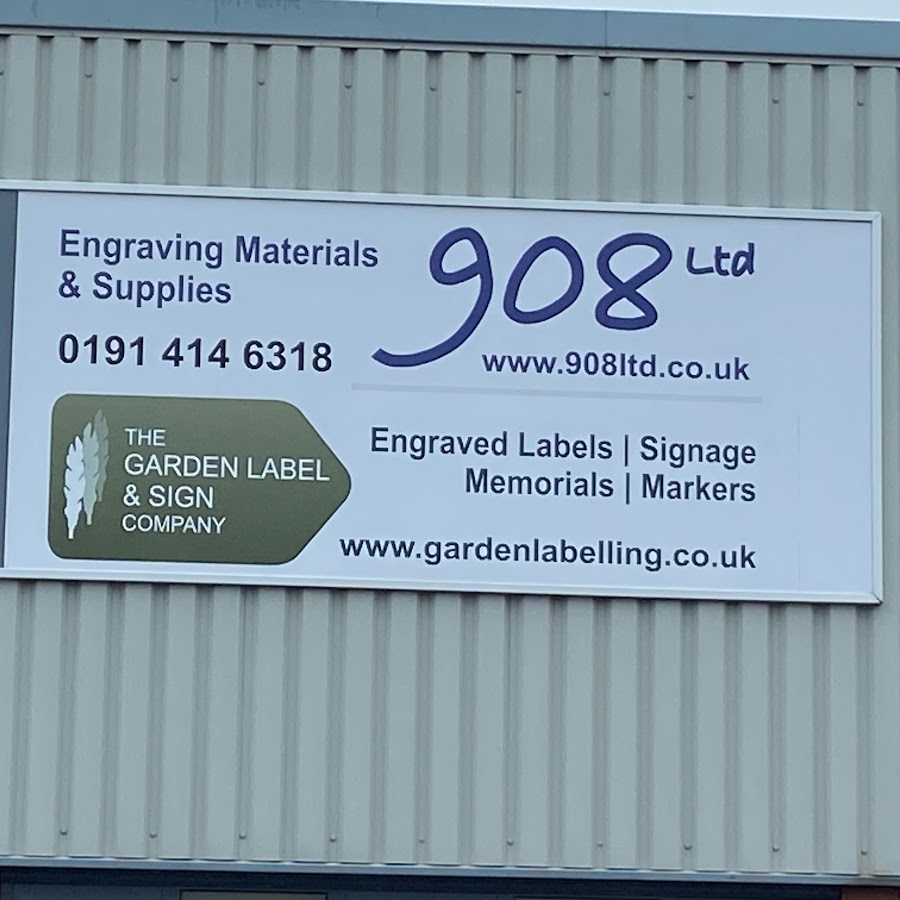 Engraving Materials
& Supplies
0191 414 6318
908 Ltd
www.908ltd.co.uk
THE
GARDEN LABEL
& SIGN
COMPANY
Engraved Labels | Signage
Memorials | Markers
www.gardenlabelling.co.uk